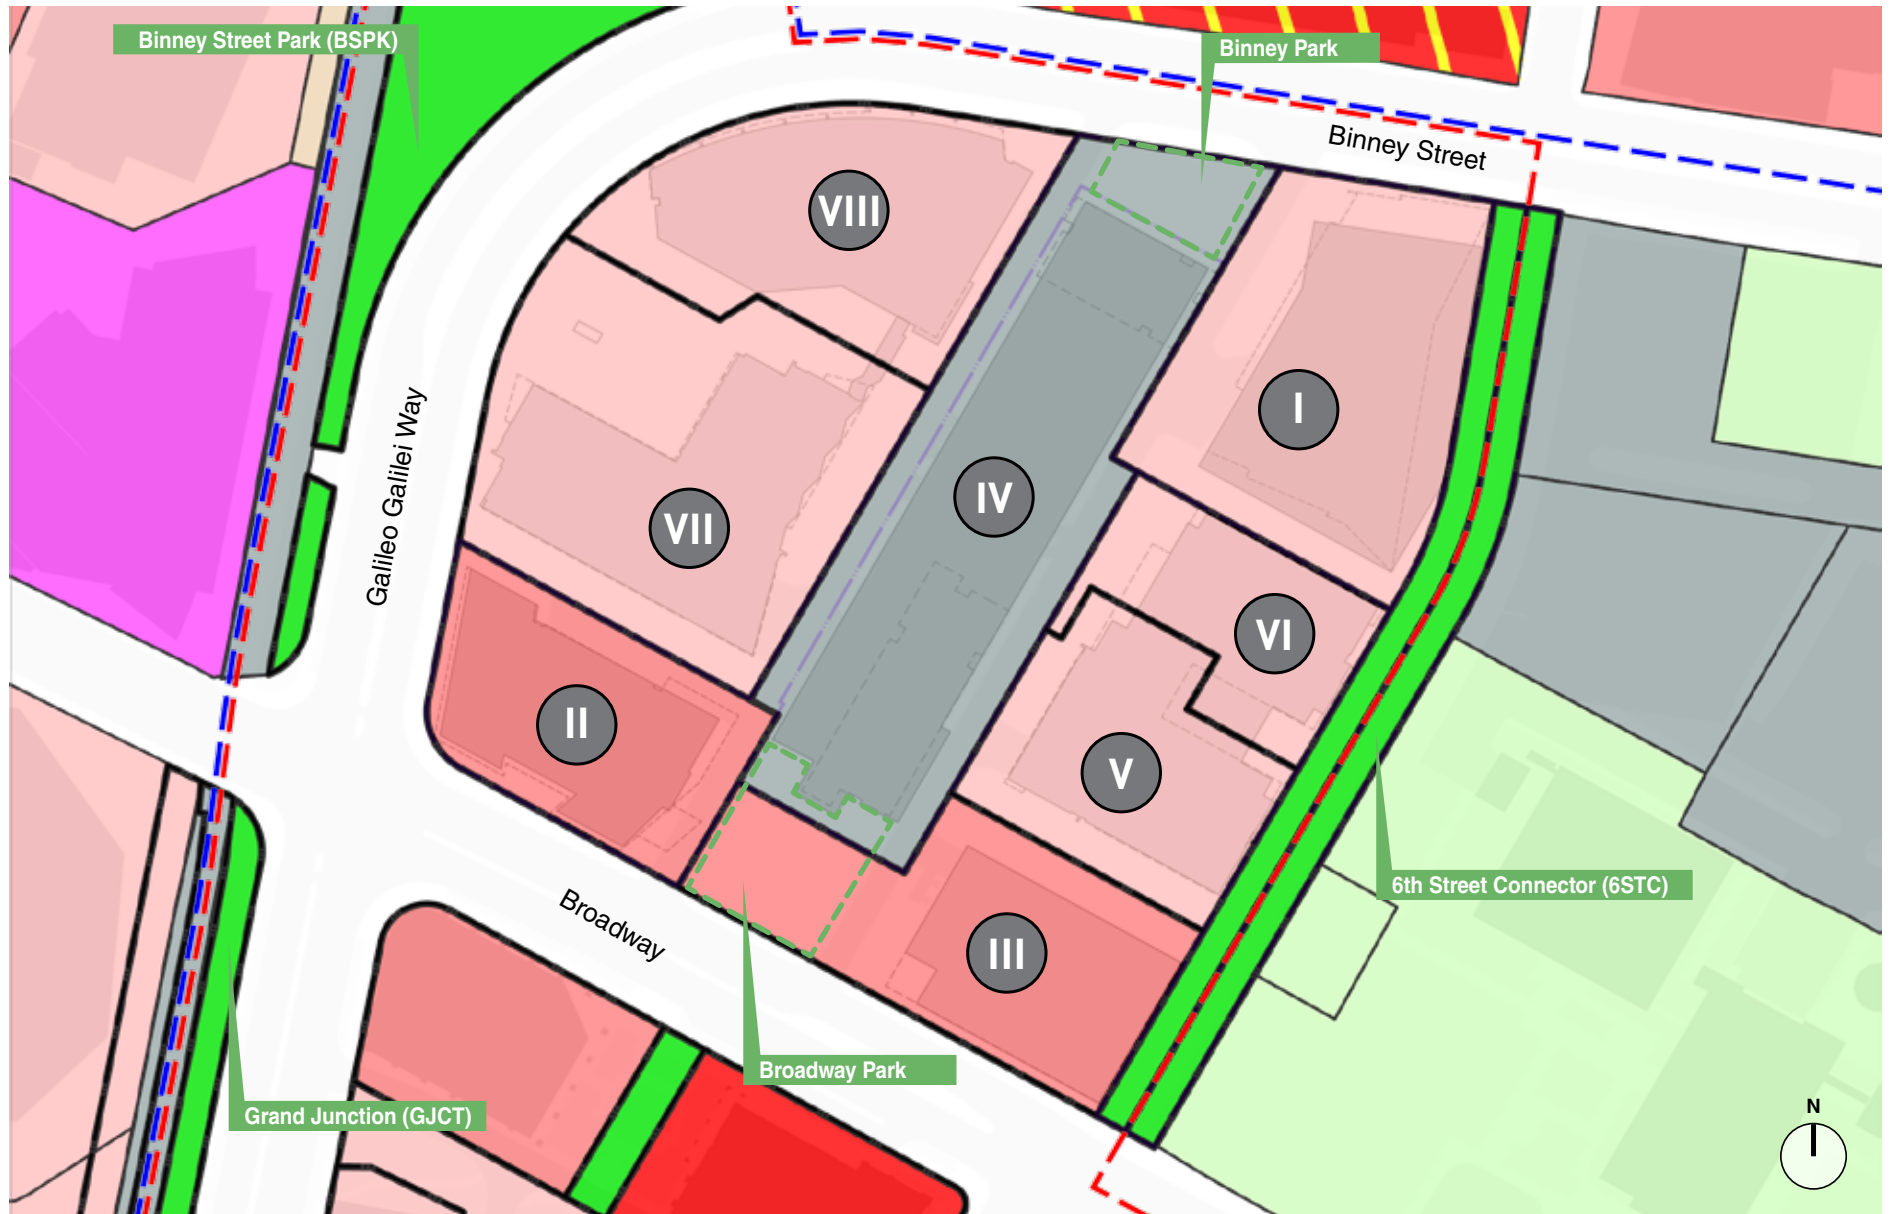 Binney Street Park (BSPK)
Binney Park
Binney Street
VIII
I
Galileo Galilei Way
IV
VII
VI
II
V
6th Street Connector (6STC)
Broadway
III
Broadway Park
Grand Junction (GJCT)
N